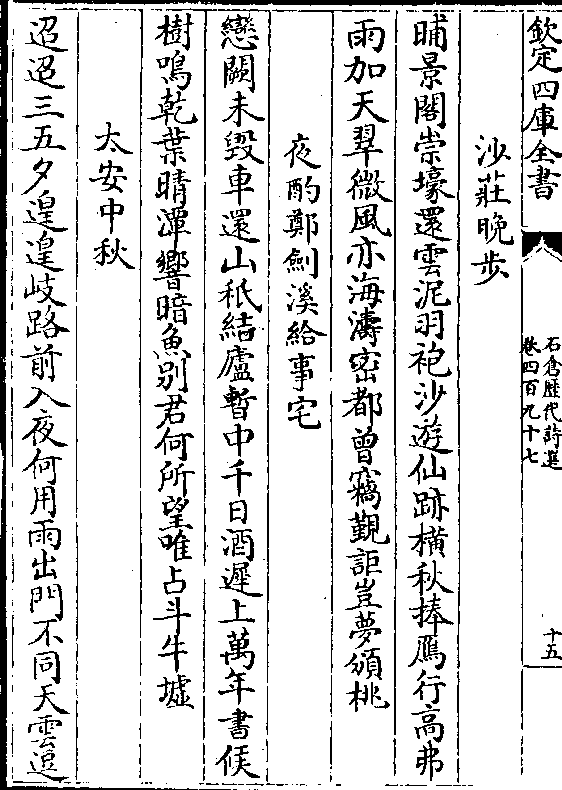 欽定四庫全書
石倉歷代詩選
卷四百九十七
十五
沙莊晚步
晡景閣崇壕還雲泥羽袍沙遊仙跡橫秋捧鴈行高弗
雨加天翠微風亦海濤密都曾竊觀詎豈夢頒桃
夜酌鄭劍溪給事宅
戀闕未毀車還山秖結廬暫中千日酒遲上萬年書候
樹鳴乾葉晴潭響暗魚别君何所望唯占斗牛墟
太安中秋
迢迢三五夕遑遑岐路前入夜何用雨出門不同天雲逗